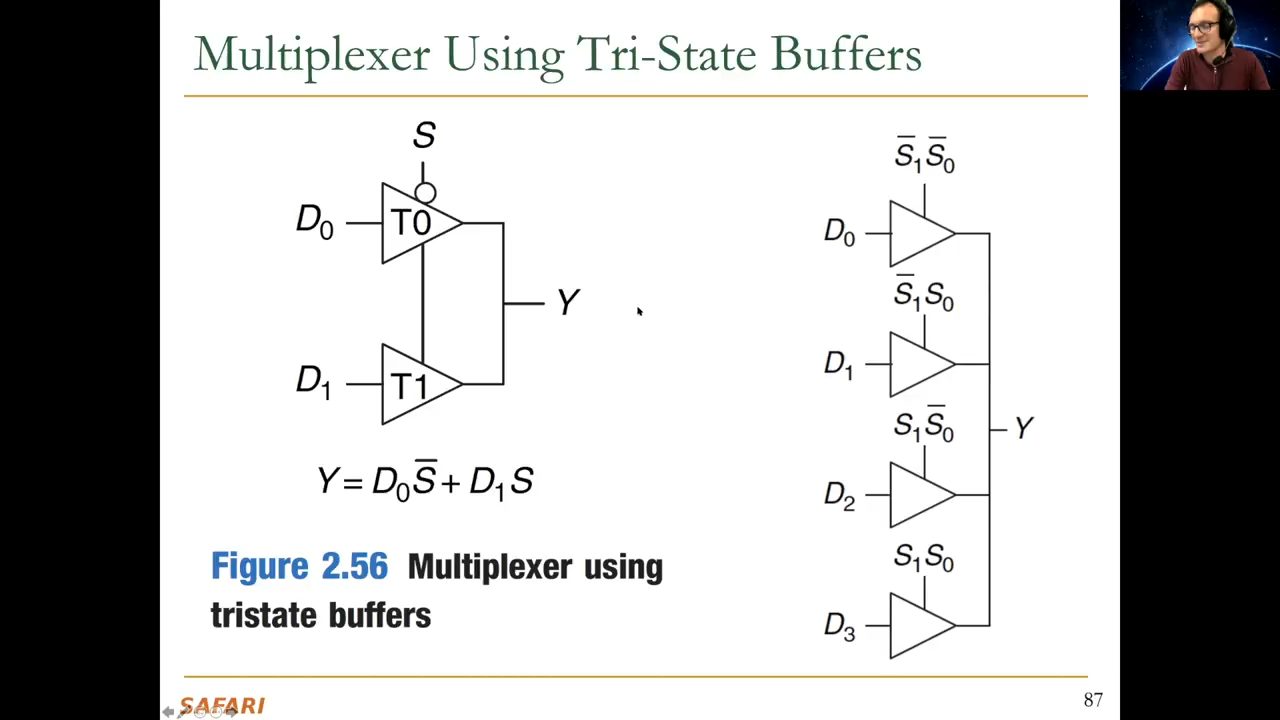 Multiplexer Using Tri-State Buffers
S
D₀
T0
Y
D₁
T1
Y = D₀S̅ + D₁S
Figure 2.56 Multiplexer using
tristate buffers
S̅₁S̅₀
D₀
S̅₁S₀
D₁
S₁S̅₀
D₂
Y
S₁S₀
D₃
SAFARI
87